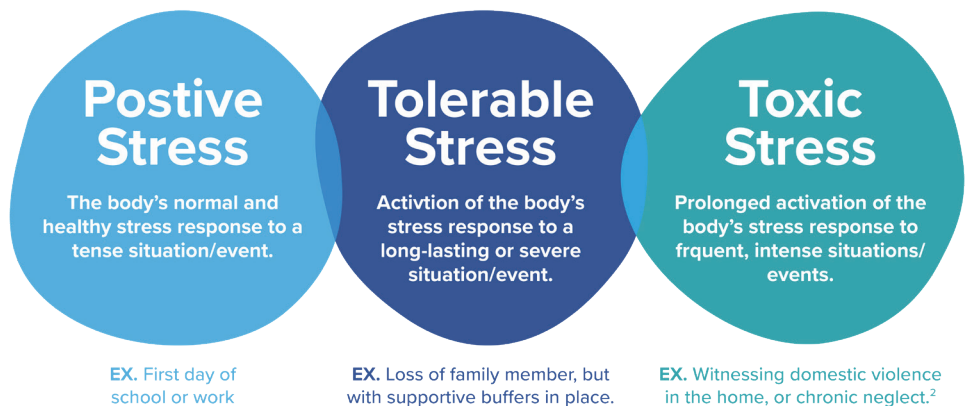 Postive
Stress
The body's normal and
healthy stress response to a
tense situation/event.
EX. First day of
school or work
Tolerable
Stress
Activtion of the body's
stress response to a
long-lasting or severe
situation/event.
EX. Loss of family member, but
with supportive buffers in place.
Toxic
Stress
Prolonged activation of the
body's stress response to
frquent, intense situations/
events.
EX. Witnessing domestic violence
in the home, or chronic neglect.²